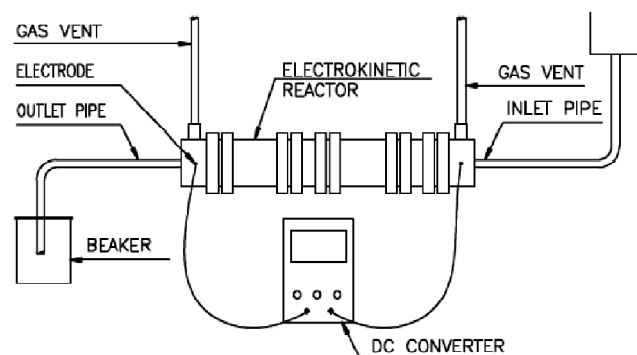 GAS VENT
ELECTRODE
OUTLET PIPE
ELECTROKINETIC
REACTOR
GAS VENT
INLET PIPE
BEAKER
DC CONVERTER